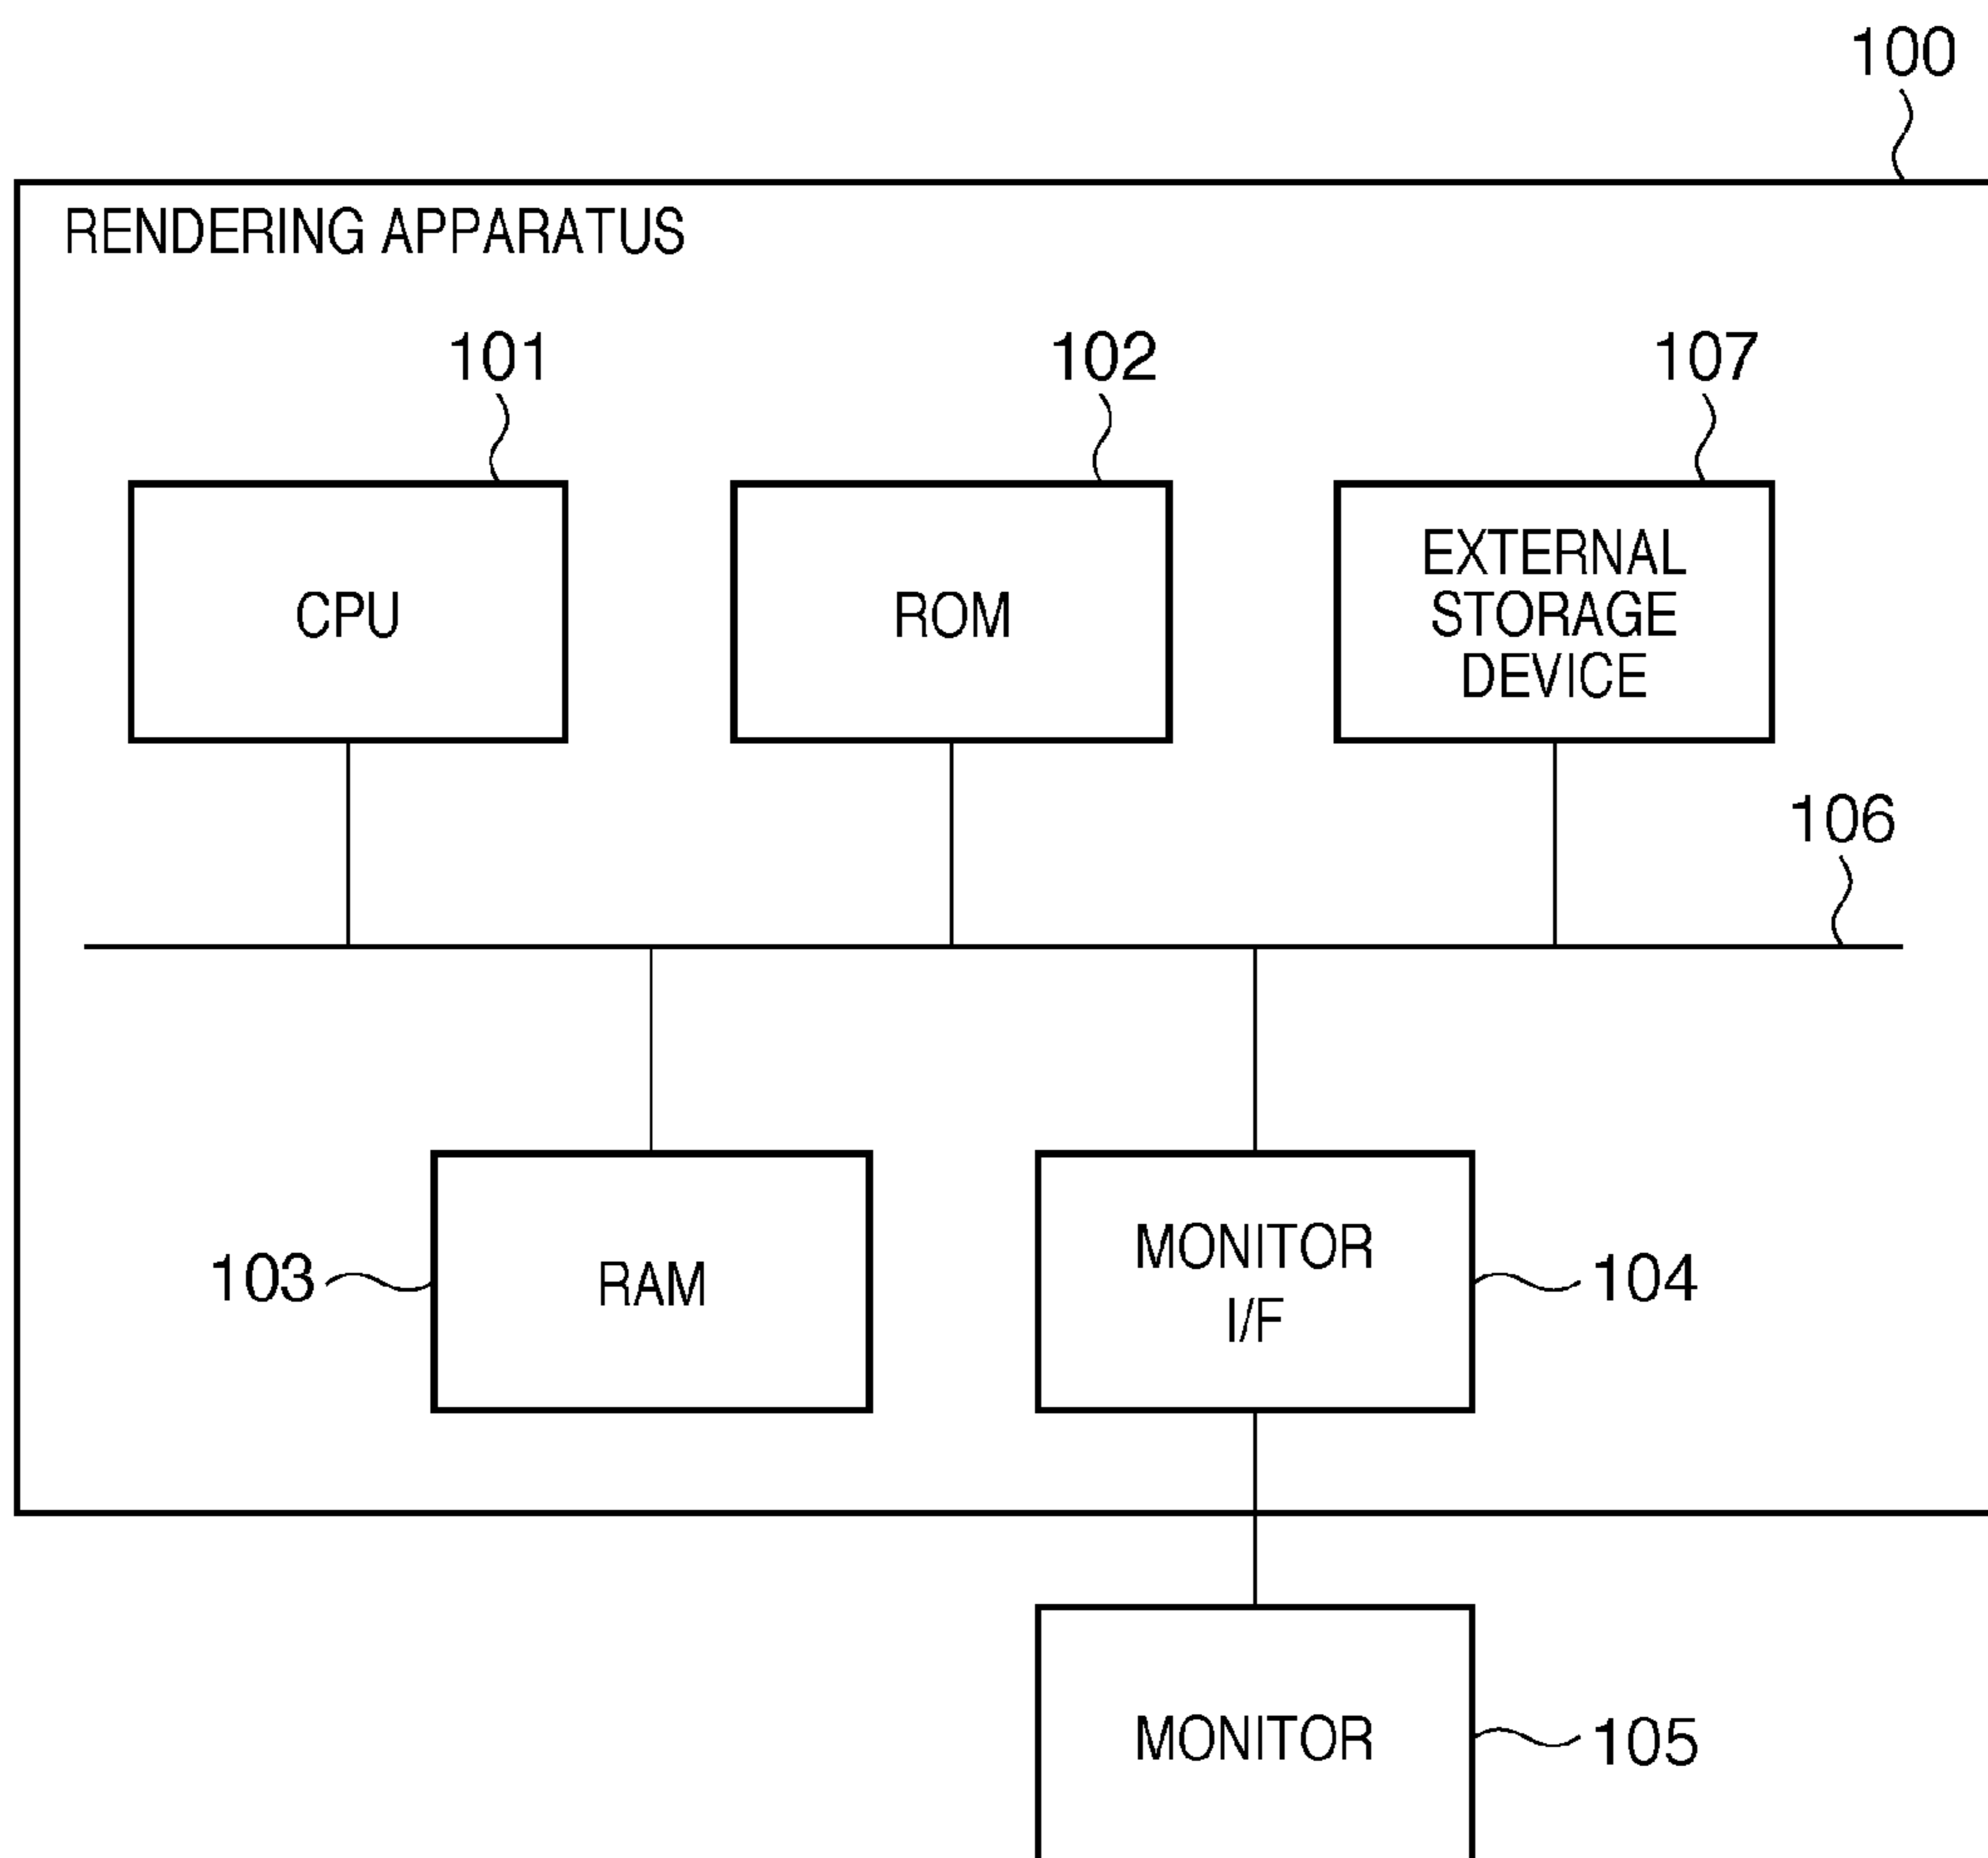 100
RENDERING APPARATUS
101
102
107
CPU
ROM
EXTERNAL
STORAGE
DEVICE
106
103
RAM
MONITOR
I/F
104
MONITOR
105